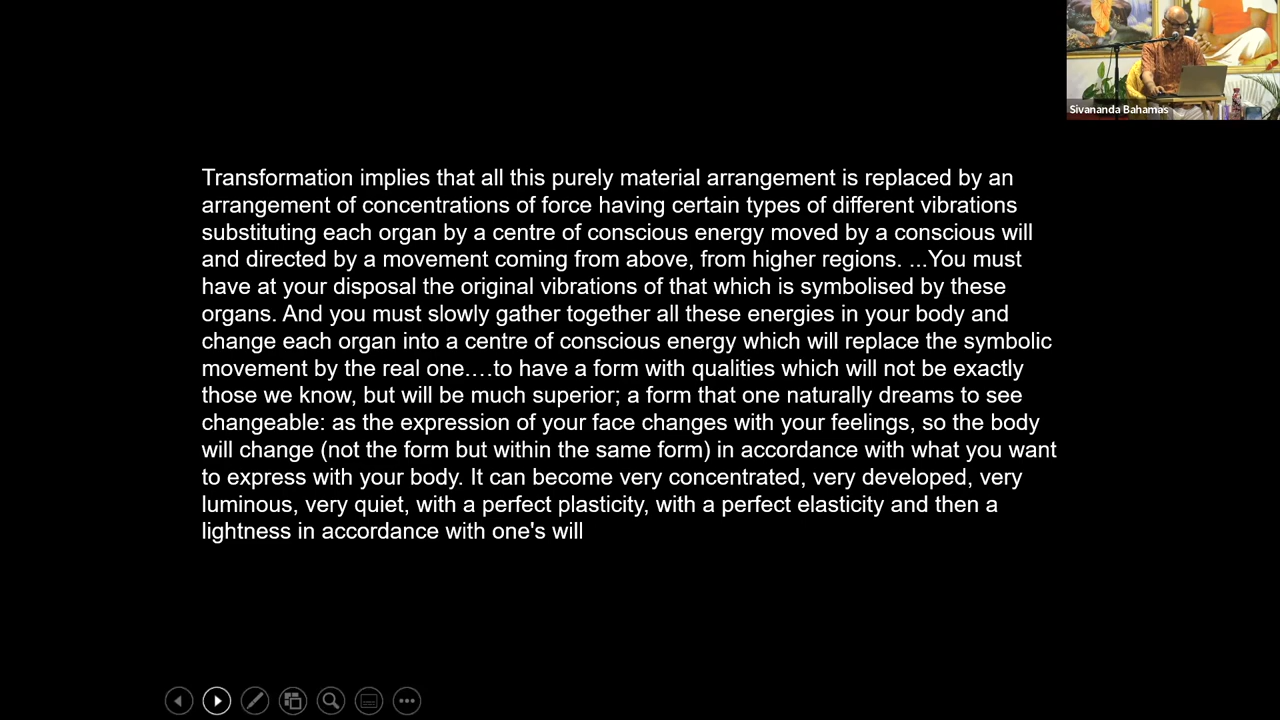 Sivananda Bahamas
Transformation implies that all this purely material arrangement is replaced by an
arrangement of concentrations of force having certain types of different vibrations
substituting each organ by a centre of conscious energy moved by a conscious will
and directed by a movement coming from above, from higher regions. ...You must
have at your disposal the original vibrations of that which is symbolised by these
organs. And you must slowly gather together all these energies in your body and
change each organ into a centre of conscious energy which will replace the symbolic
movement by the real one....to have a form with qualities which will not be exactly
those we know, but will be much superior; a form that one naturally dreams to see
changeable: as the expression of your face changes with your feelings, so the body
will change (not the form but within the same form) in accordance with what you want
to express with your body. It can become very concentrated, very developed, very
luminous, very quiet, with a perfect plasticity, with a perfect elasticity and then a
lightness in accordance with one's will